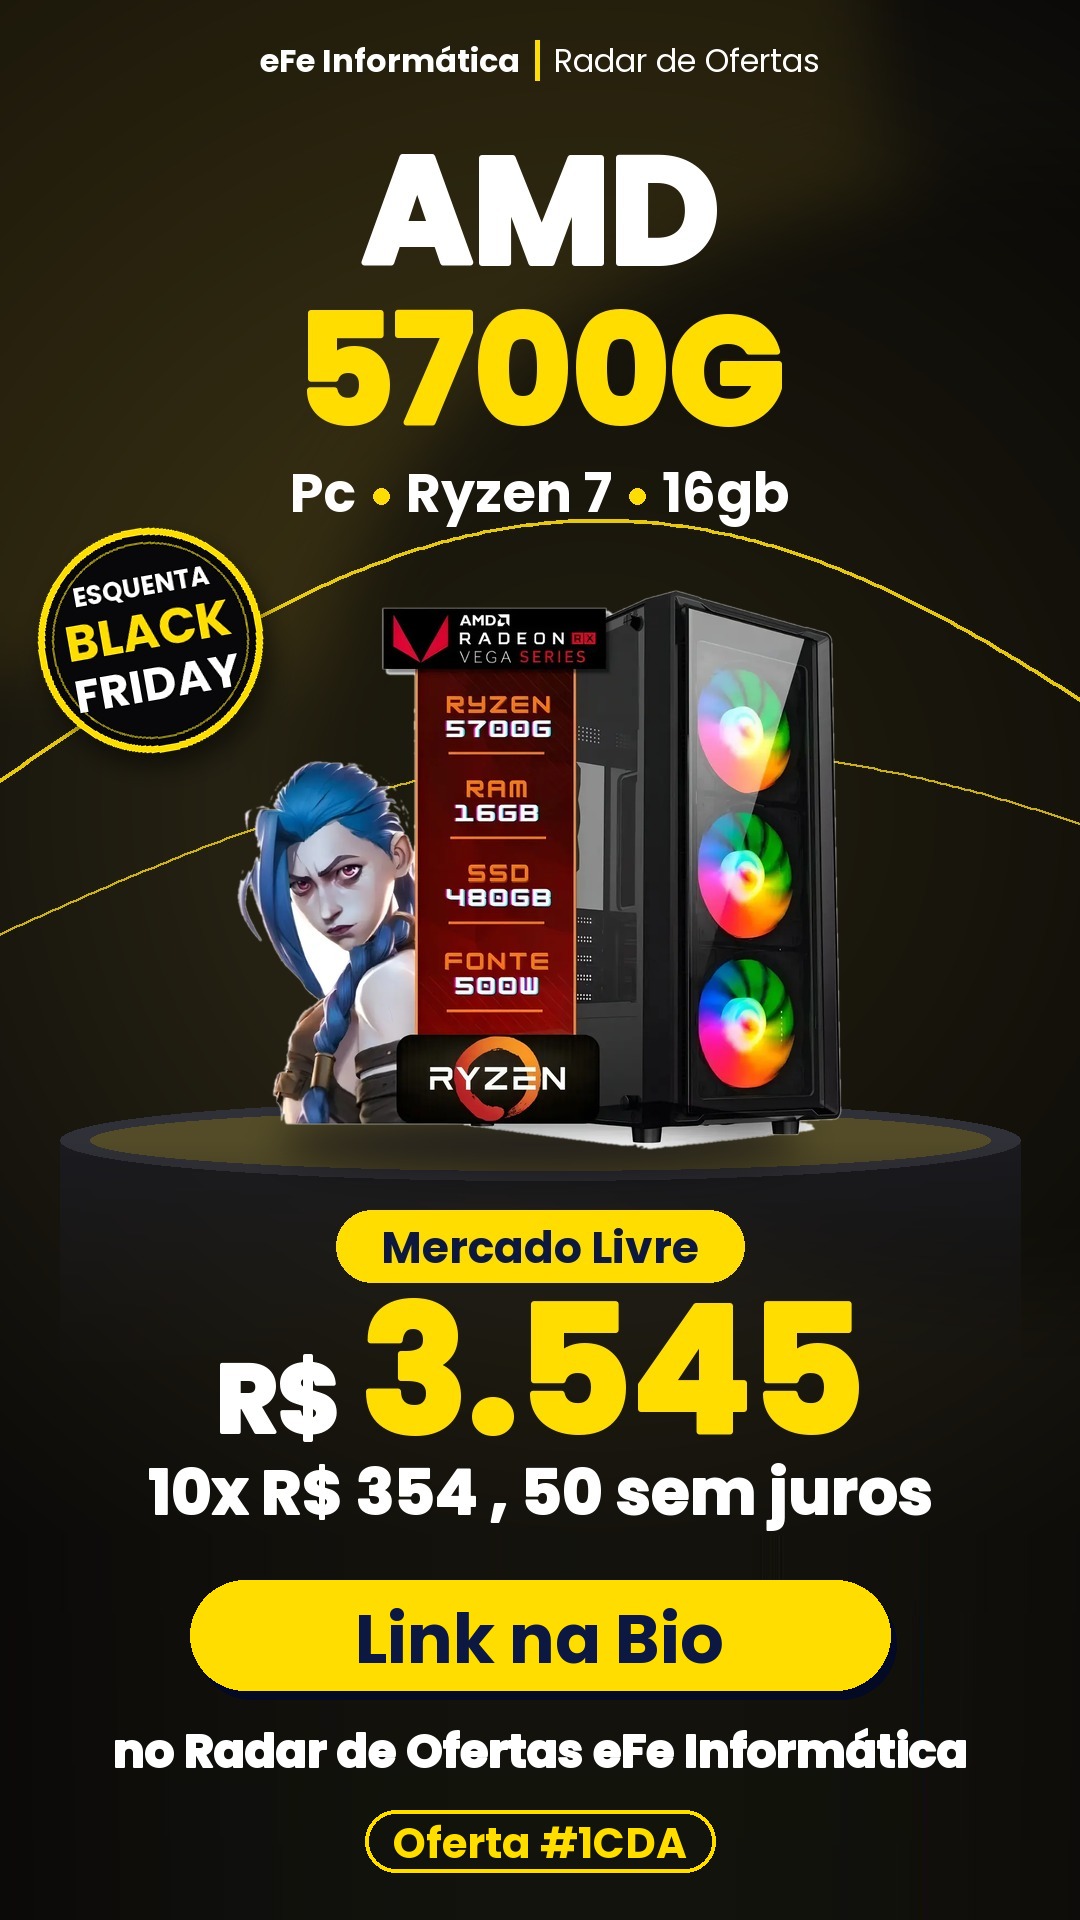 eFe Informática | Radar de Ofertas
AMD
5700G
Pc • Ryzen 7 • 16gb
ESQUENTA
BLACK
FRIDAY
AMD
RADEON RX
VEGA SERIES
RYZEN
5700G
RAM
16GB
SSD
480GB
FONTE
500W
RYZEN
Mercado Livre
R$ 3.545
10x R$ 354 , 50 sem juros
Link na Bio
no Radar de Ofertas eFe Informática
Oferta #1CDA